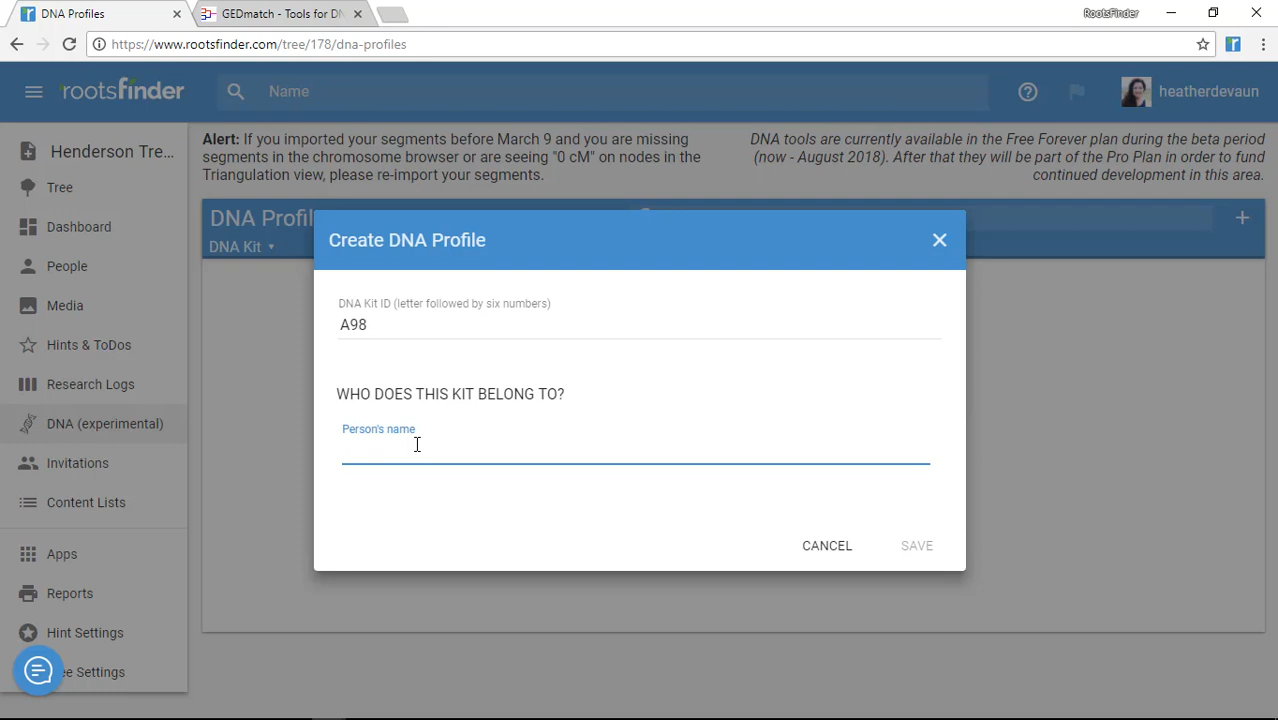 DNA Profiles
GEDmatch - Tools for DN
RootsFinder
https://www.rootsfinder.com/tree/178/dna-profiles
rootsfinder
Name
heatherdevaun
Henderson Tre...
Tree
Dashboard
People
Media
Hints & ToDos
Research Logs
DNA (experimental)
Invitations
Content Lists
Apps
Reports
Hint Settings
ee Settings
Alert: If you imported your segments before March 9 and you are missing
segments in the chromosome browser or are seeing "0 cM" on nodes in the
Triangulation view, please re-import your segments.
DNA tools are currently available in the Free Forever plan during the beta period
(now - August 2018). After that they will be part of the Pro Plan in order to fund
continued development in this area.
DNA Profil
DNA Kit
Create DNA Profile
DNA Kit ID (letter followed by six numbers)
A98
WHO DOES THIS KIT BELONG TO?
Person's name
CANCEL
SAVE